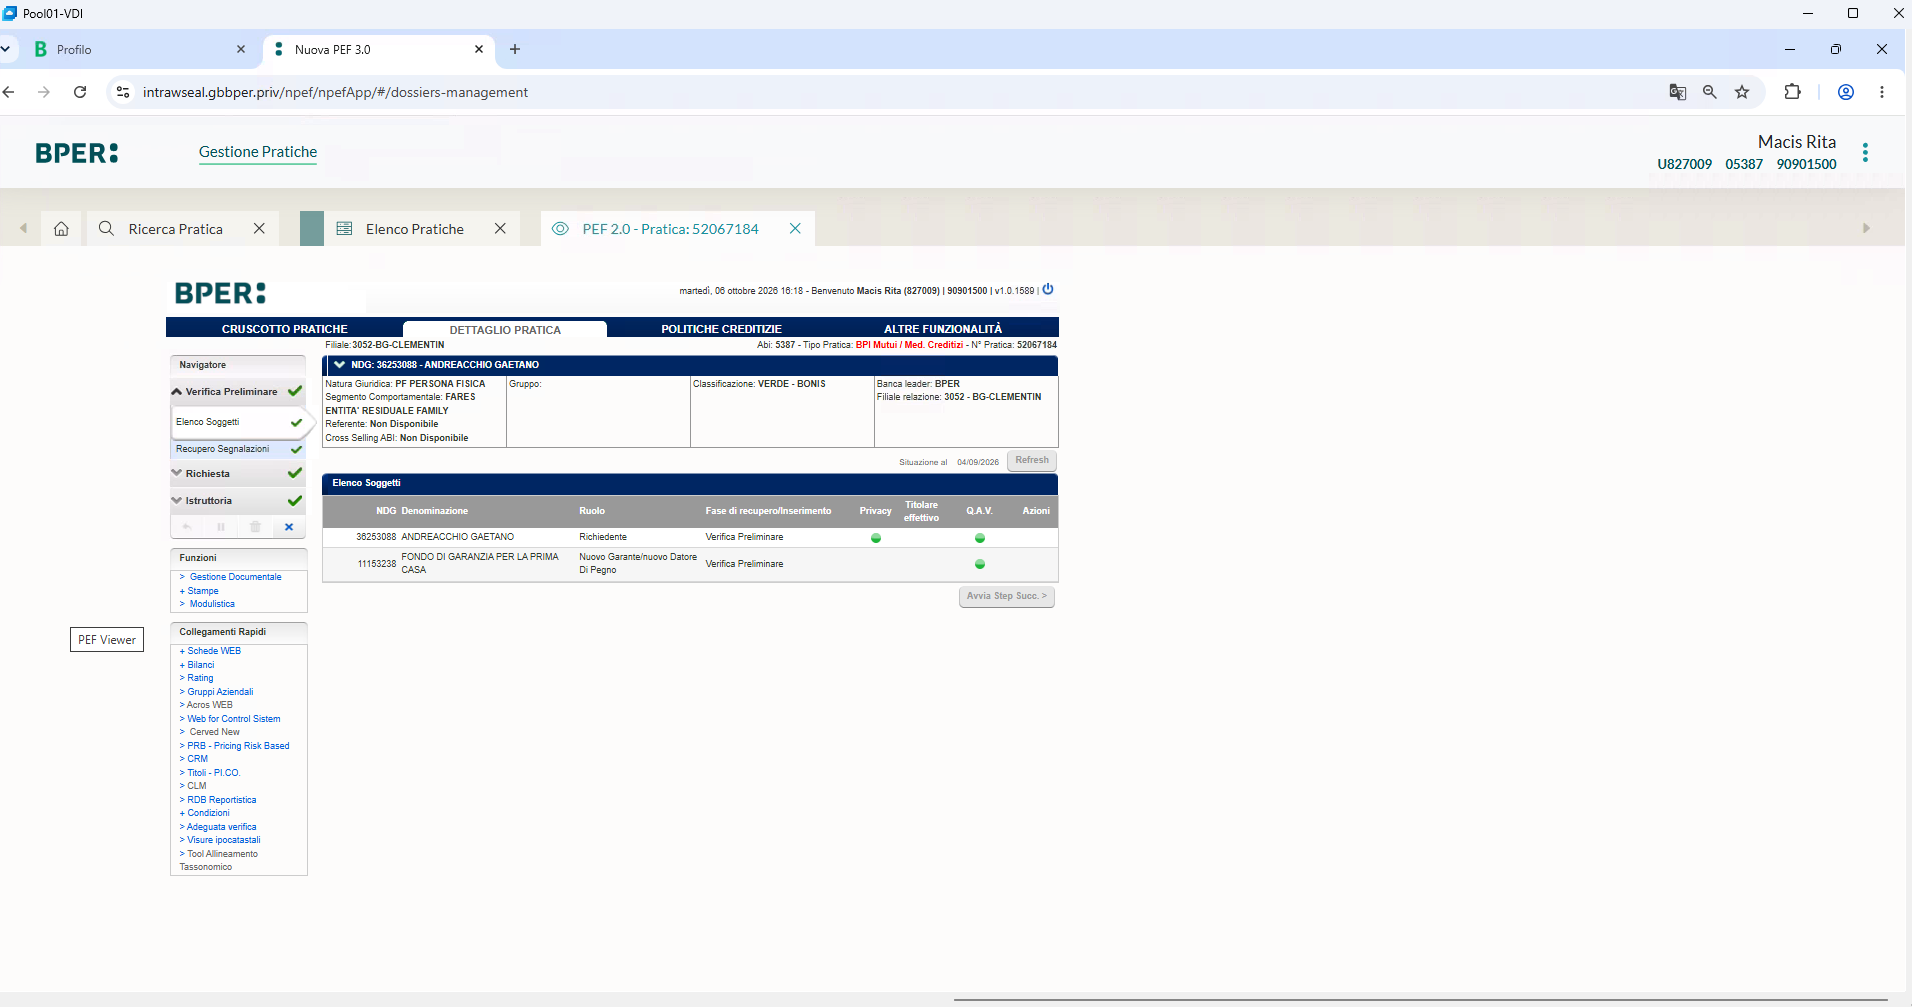 Pool01-VDI
Profilo
Nuova PEF 3.0
intrawseal.gbbper.priv/npef/npefApp/#/dossiers-management
BPER:
Gestione Pratiche
Macis Rita
U827009 05387 90901500
Ricerca Pratica
Elenco Pratiche
PEF 2.0 - Pratica: 52067184
BPER:
martedì, 06 ottobre 2026 16:18 - Benvenuto Macis Rita (827009) | 90901500 | v1.0.1589 |
CRUSCOTTO PRATICHE
DETTAGLIO PRATICA
POLITICHE CREDITIZIE
ALTRE FUNZIONALITÀ
Filiale:3052-BG-CLEMENTIN
Abi: 5387 - Tipo Pratica: BPI Mutui / Med. Creditizi - N° Pratica: 52067184
Navigatore
Verifica Preliminare
Elenco Soggetti
Recupero Segnalazioni
Richiesta
Istruttoria
NDG: 36253088 - ANDREACCHIO GAETANO
Natura Giuridica: PF PERSONA FISICA
Segmento Comportamentale: FARES
ENTITA' RESIDUALE FAMILY
Referente: Non Disponibile
Cross Selling ABI: Non Disponibile
Gruppo:
Classificazione: VERDE - BONIS
Banca leader: BPER
Filiale relazione: 3052 - BG-CLEMENTIN
Situazione al 04/09/2026
Refresh
Elenco Soggetti
NDG Denominazione Ruolo Fase di recupero/Inserimento Privacy Titolare effettivo Q.A.V. Azioni
36253088 ANDREACCHIO GAETANO Richiedente Verifica Preliminare
11153238 FONDO DI GARANZIA PER LA PRIMA CASA Nuovo Garante/nuovo Datore Di Pegno Verifica Preliminare
Avvia Step Succ. >
Funzioni
> Gestione Documentale
+ Stampe
> Modulistica
PEF Viewer
Collegamenti Rapidi
+ Schede WEB
+ Bilanci
> Rating
> Gruppi Aziendali
> Acros WEB
> Web for Control Sistem
> Cerved New
> PRB - Pricing Risk Based
> CRM
> Titoli - PI.CO.
> CLM
> RDB Reportistica
+ Condizioni
> Adeguata verifica
> Visure ipocatastali
> Tool Allineamento
Tassonomico